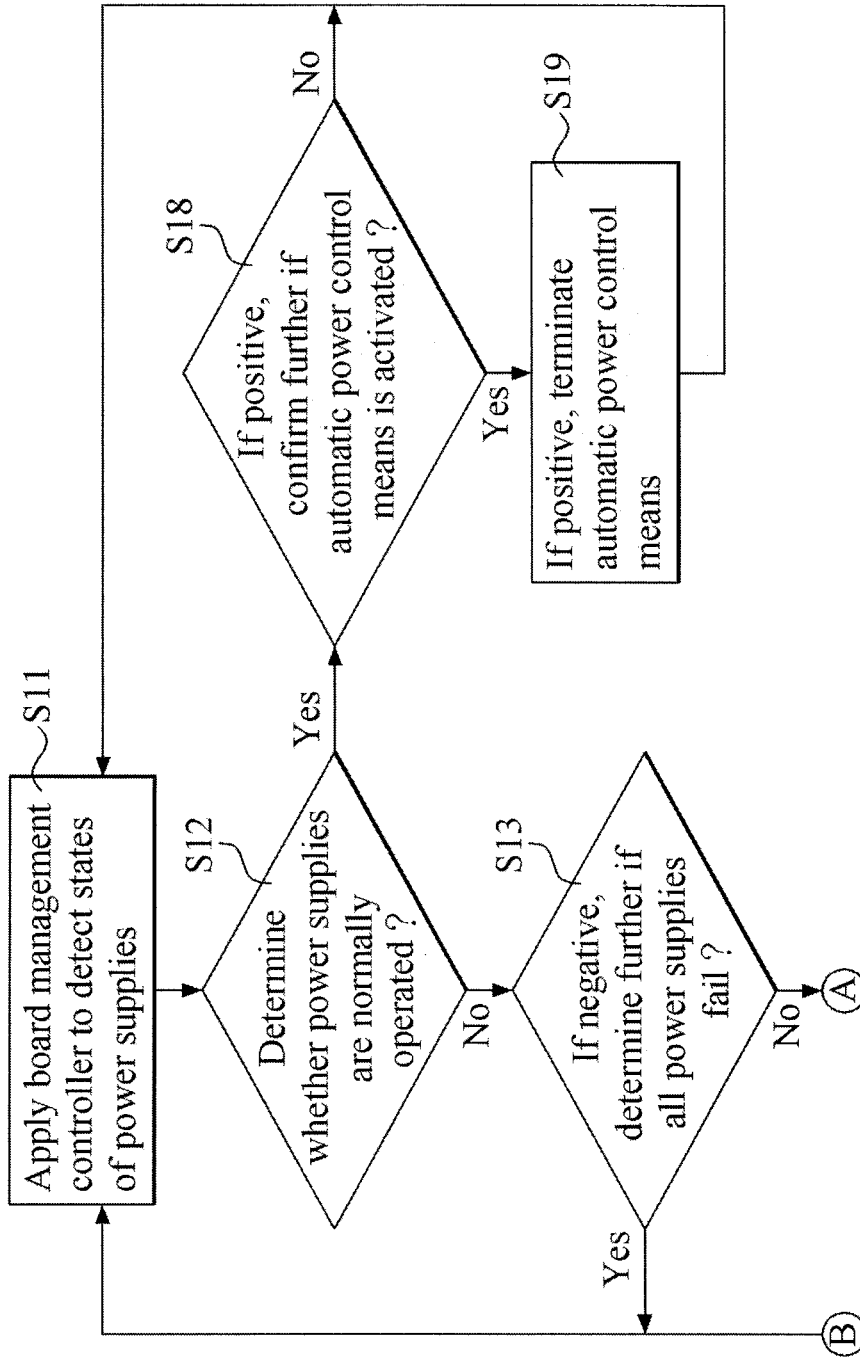 Apply board management
controller to detect states
of power supplies
S11
Determine
whether power supplies
are normally
operated ?
S12
Yes
No
If negative,
determine further if
all power supplies
fail ?
S13
Yes
No
A
B
If positive,
confirm further if
automatic power control
means is activated ?
S18
No
Yes
If positive, terminate
automatic power control
means
S19